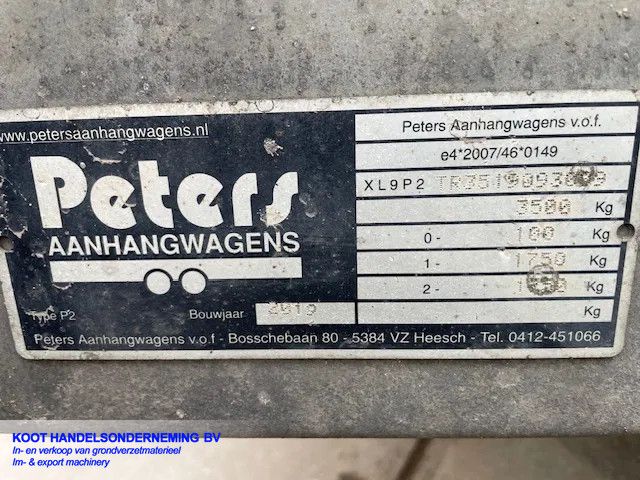 www.petersaanhangwagens.nl
Peters
AANHANGWAGENS
Type P2 Bouwjaar
Peters Aanhangwagens v.o.f.
e4*2007/46*0149
XL9P2
3500 Kg
0- 100 Kg
1- 1750 Kg
2- Kg
Kg
Peters Aanhangwagens v.o.f - Bosschebaan 80 - 5384 VZ Heesch - Tel. 0412-451066
KOOT HANDELSONDERNEMING BV
In- en verkoop van grondverzetmaterieel
Im- & export machinery